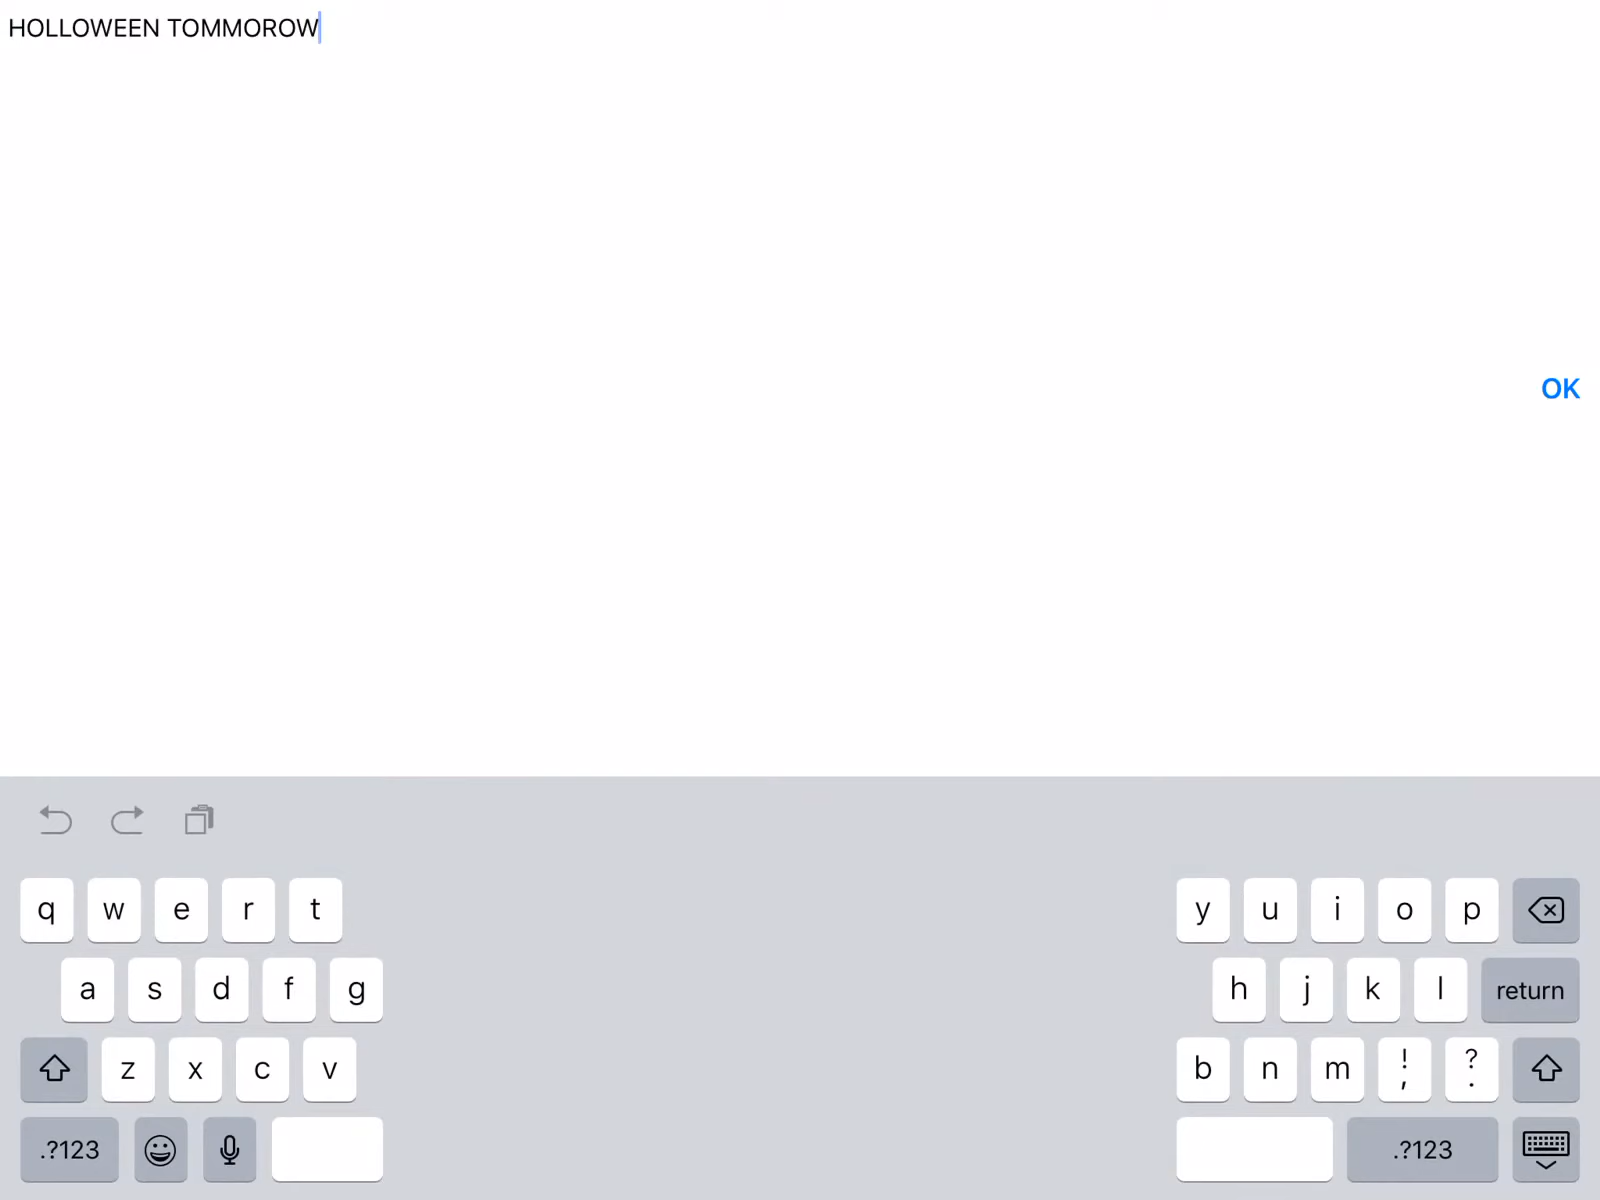 HOLLOWEEN TOMMOROW
OK
q w e r t y u i o p
a s d f g h j k l return
z x c v b n m ! , ? .
.?123 .?123